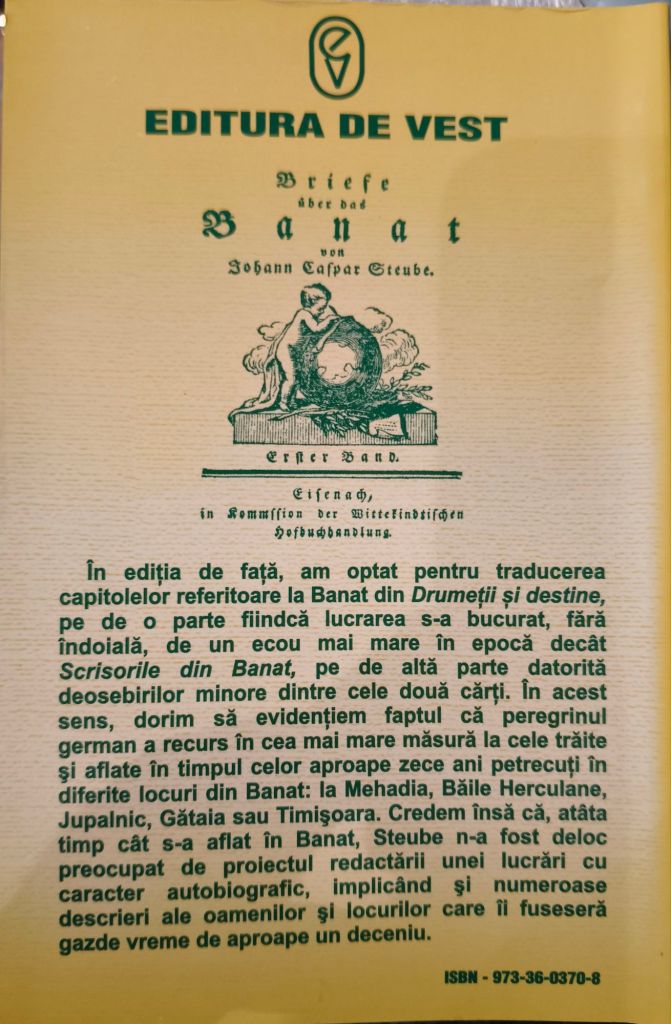 ev
EDITURA DE VEST
Briefe
über das
Banat
von
Johann Caſpar Steube.
Erſter Band.
Eiſenach,
in Kommſſion der Wittekindtiſchen
Hofbuchhandlung.
În ediția de față, am optat pentru traducerea
capitolelor referitoare la Banat din Drumeții și destine,
pe de o parte fiindcă lucrarea s-a bucurat, fără
îndoială, de un ecou mai mare în epocă decât
Scrisorile din Banat, pe de altă parte datorită
deosebirilor minore dintre cele două cărți. În acest
sens, dorim să evidențiem faptul că peregrinul
german a recurs în cea mai mare măsură la cele trăite
şi aflate în timpul celor aproape zece ani petrecuți în
diferite locuri din Banat: la Mehadia, Băile Herculane,
Jupalnic, Gătaia sau Timişoara. Credem însă că, atâta
timp cât s-a aflat în Banat, Steube n-a fost deloc
preocupat de proiectul redactării unei lucrări cu
caracter autobiografic, implicând şi numeroase
descrieri ale oamenilor şi locurilor care îi fuseseră
gazde vreme de aproape un deceniu.
ISBN - 973-36-0370-8